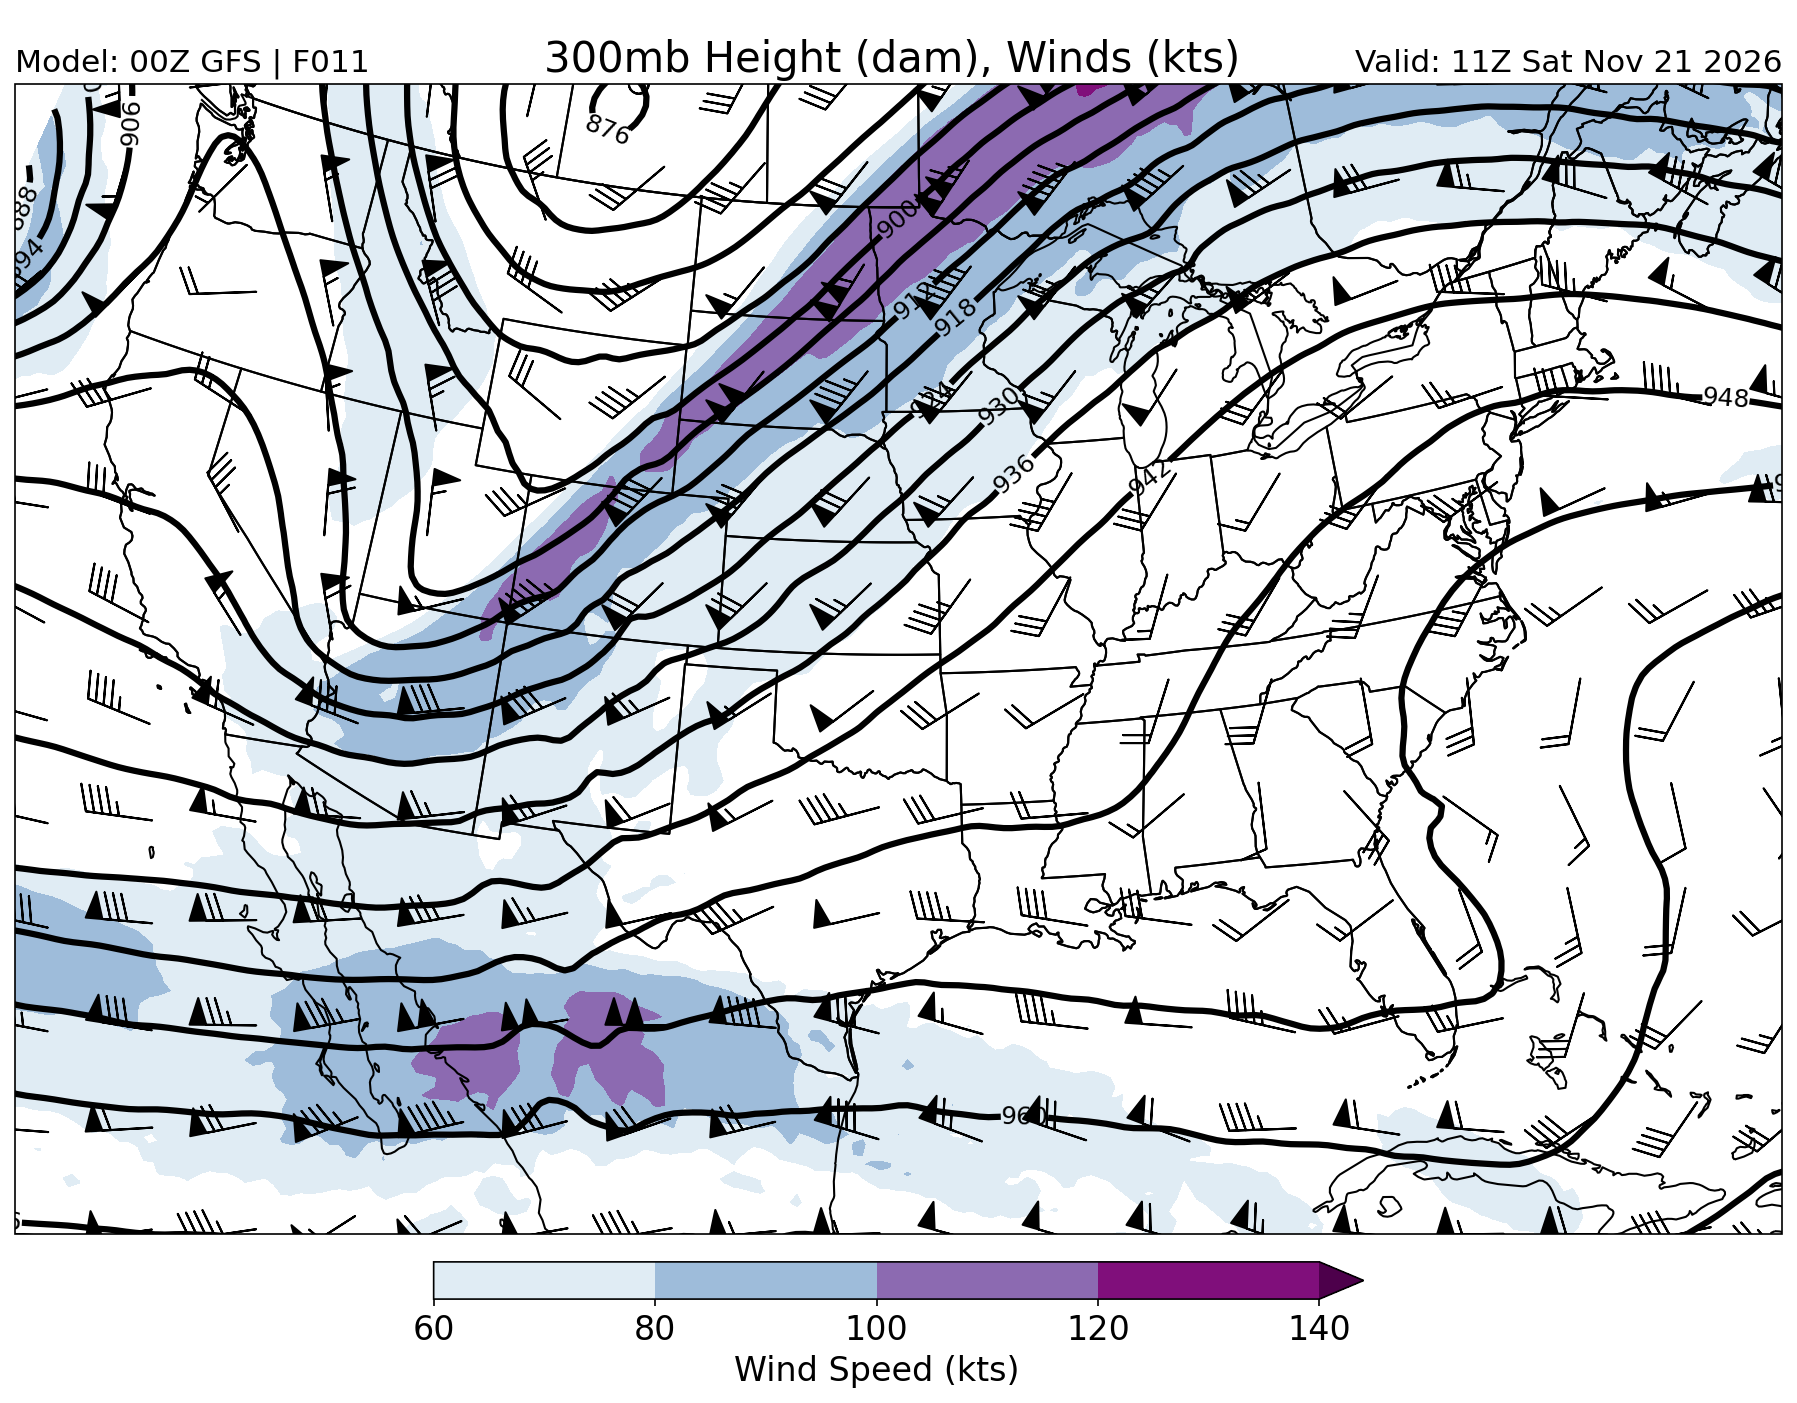 Model: 00Z GFS | F011
300mb Height (dam), Winds (kts)
Valid: 11Z Sat Nov 21 2026
906
876
888
894
900
912
918
924
930
936
942
948
960
60 80 100 120 140
Wind Speed (kts)